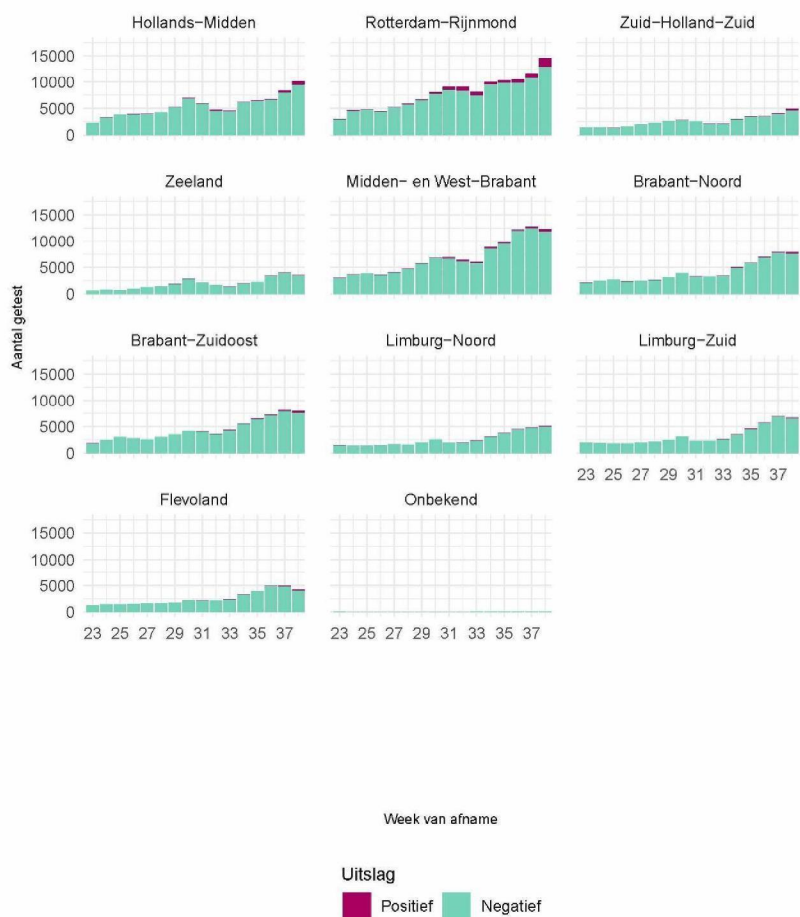 Hollands-Midden Rotterdam-Rijnmond Zuid-Holland-Zuid
15000
10000
5000
0
Zeeland Midden- en West-Brabant Brabant-Noord
15000
10000
5000
0
Aantal getest
Brabant-Zuidoost Limburg-Noord Limburg-Zuid
15000
10000
5000
0
23 25 27 29 31 33 35 37
Flevoland Onbekend
15000
10000
5000
0
23 25 27 29 31 33 35 37 23 25 27 29 31 33 35 37
Week van afname
Uitslag
Positief Negatief